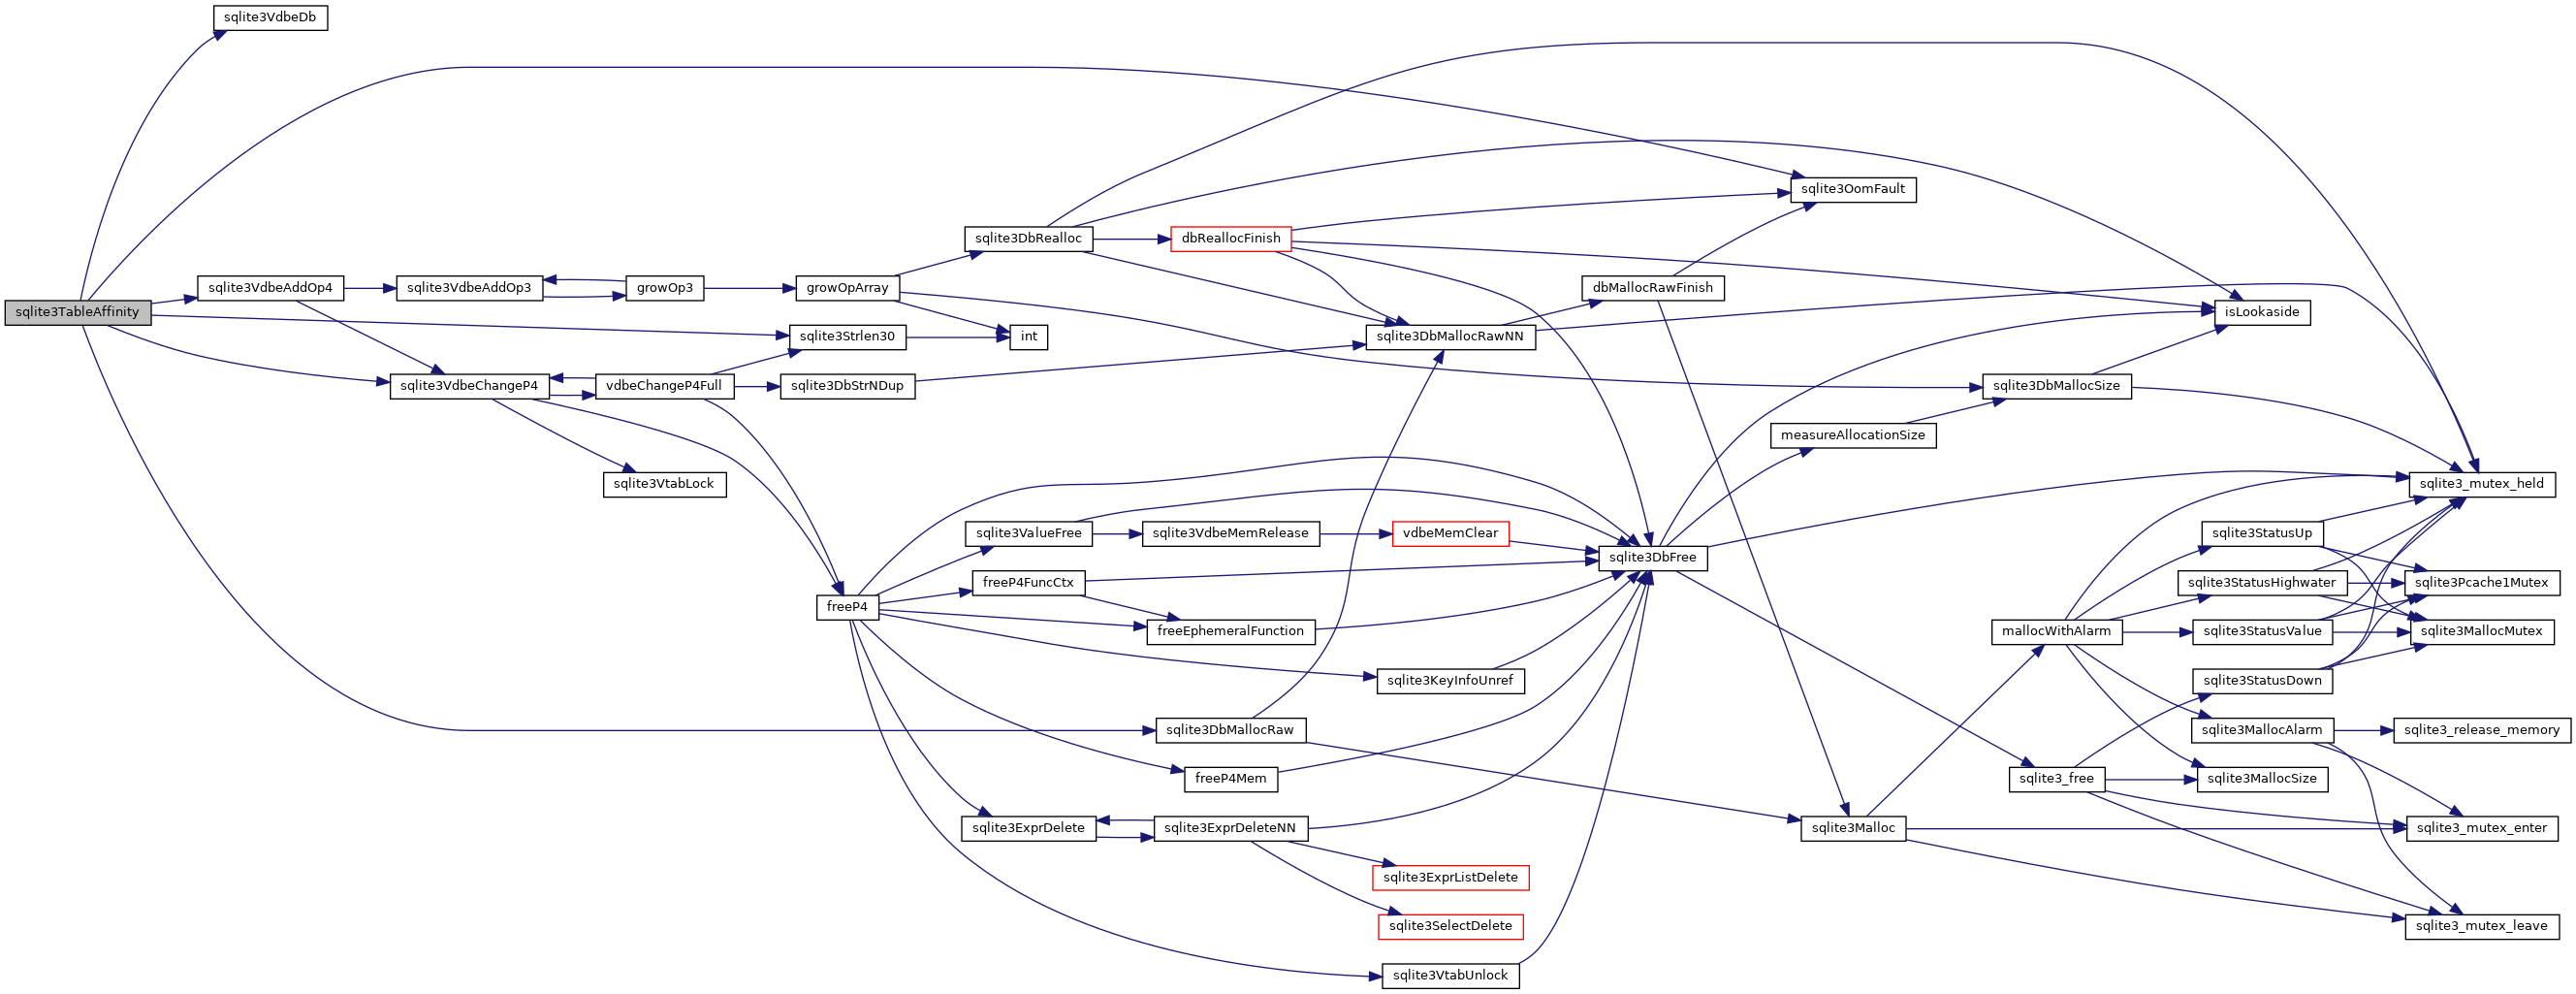 sqlite3VdbeDb
sqlite3OomFault
sqlite3DbRealloc
dbReallocFinish
sqlite3VdbeAddOp4
sqlite3VdbeAddOp3
growOp3
growOpArray
dbMallocRawFinish
sqlite3TableAffinity
isLookaside
sqlite3Strlen30
int
sqlite3DbMallocRawNN
sqlite3VdbeChangeP4
vdbeChangeP4Full
sqlite3DbStrNDup
sqlite3DbMallocSize
measureAllocationSize
sqlite3VtabLock
sqlite3_mutex_held
sqlite3ValueFree
sqlite3VdbeMemRelease
vdbeMemClear
sqlite3StatusUp
sqlite3DbFree
freeP4FuncCtx
sqlite3StatusHighwater
sqlite3Pcache1Mutex
freeP4
freeEphemeralFunction
mallocWithAlarm
sqlite3StatusValue
sqlite3MallocMutex
sqlite3KeyInfoUnref
sqlite3StatusDown
sqlite3DbMallocRaw
sqlite3MallocAlarm
sqlite3_release_memory
freeP4Mem
sqlite3_free
sqlite3MallocSize
sqlite3ExprDelete
sqlite3ExprDeleteNN
sqlite3Malloc
sqlite3_mutex_enter
sqlite3ExprListDelete
sqlite3SelectDelete
sqlite3_mutex_leave
sqlite3VtabUnlock